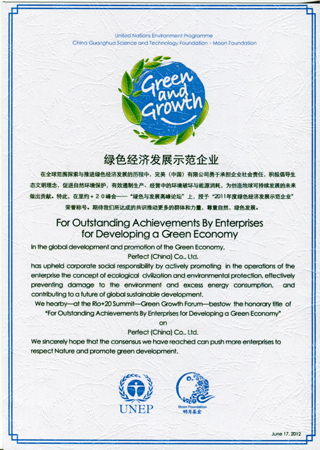 United Nations Environment Programme
China Guanghua Science and Technology Foundation · Moon Foundation
Green
and
Growth
绿色经济发展示范企业
在全球范围探索与推进绿色经济发展的历程中，完美（中国）有限公司勇于承担企业社会责任，积极倡导生
态文明理念，促进自然环境保护，有效遏制生产、经营中的环境破坏与能源消耗，为创造地球可持续发展的未来
做出贡献。特此，在里约＋２０峰会——“绿色与发展高峰论坛”上，授予“2011年度绿色经济发展示范企业”
荣誉称号。期待我们所达成的共识推动更多的群体和力量，尊重自然、绿色发展。
For Outstanding Achievements By Enterprises
for Developing a Green Economy
In the global development and promotion of the Green Economy,
Perfect (China) Co., Ltd.
has upheld corporate social responsibility by actively promoting in the operations of the
enterprise the concept of ecological civilization and environmental protection, effectively
preventing damage to the environment and excess energy consumption, and
contributing to a future of global sustainable development.
We hearby—at the Rio+20 Summit—Green Growth Forum—bestow the honorary title of
“For Outstanding Achievements By Enterprises for Developing a Green Economy”
on
Perfect (China) Co., Ltd.
We sincerely hope that the consensus we have reached can push more enterprises to
respect Nature and promote green development.
UNEP
Moon Foundation
明月基金
June 17, 2012